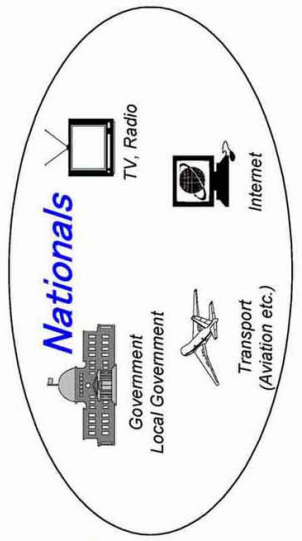 Nationals
Government
Local Government
TV, Radio
Transport
(Aviation etc.)
Internet